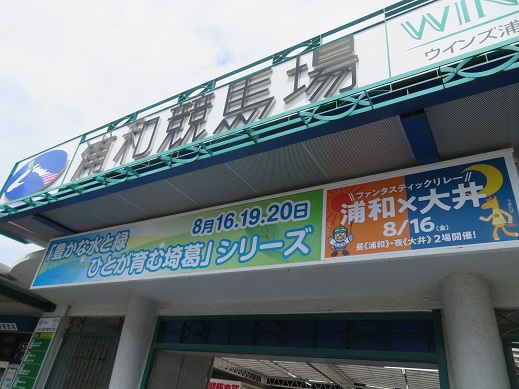 浦和競馬場
WIN
ウインズ浦
8月16.19.20日
「豊かな水と緑
ひとが育む埼葛」シリーズ
\\ファンタスティックリレー//
浦和×大井
8/16(金)
昼《浦和》・夜《大井》2場開催!